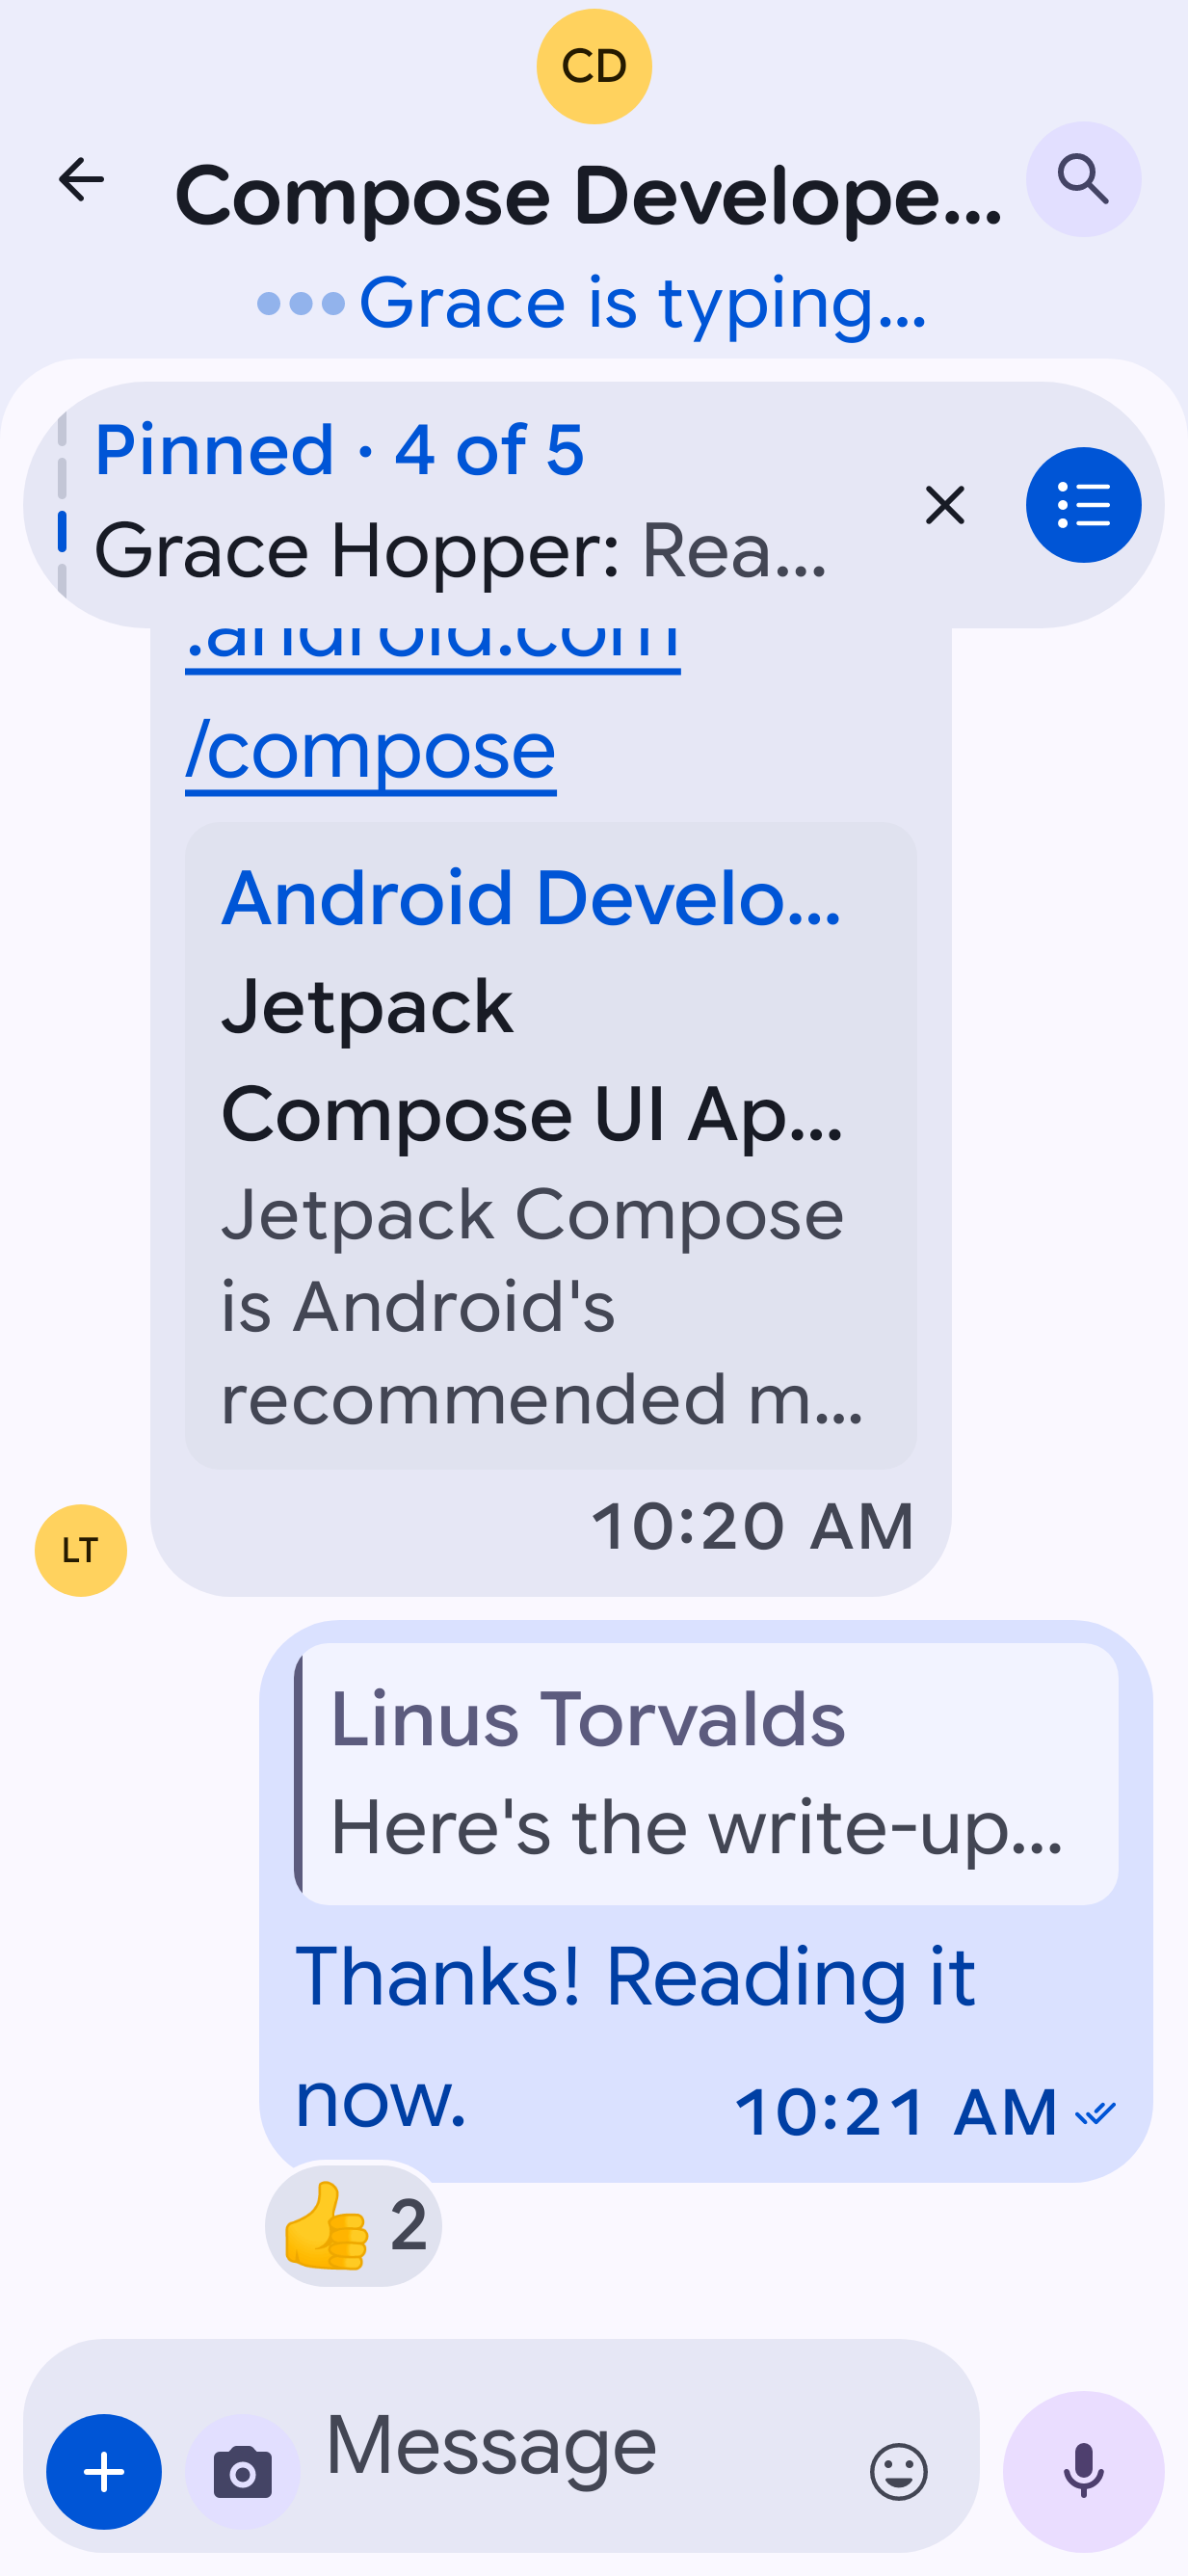 CD
Compose Develope...
Grace is typing...
Pinned · 4 of 5
Grace Hopper: Rea...
.android.com
/compose
Android Develo...
Jetpack
Compose UI Ap...
Jetpack Compose
is Android's
recommended m...
10:20 AM
LT
Linus Torvalds
Here's the write-up...
Thanks! Reading it
now.
10:21 AM
👍 2
Message